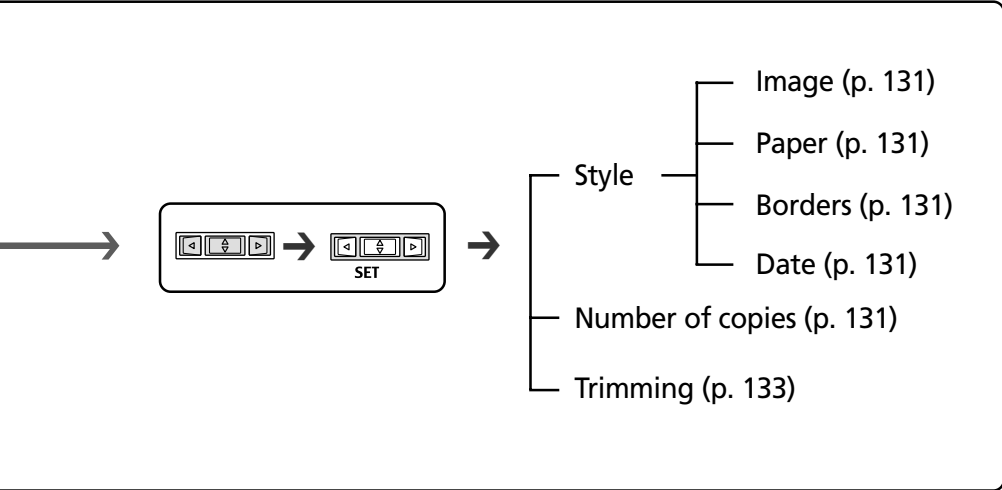 Image (p. 131)
Paper (p. 131)
Style
Borders (p. 131)
SET
Date (p. 131)
Number of copies (p. 131)
Trimming (p. 133)